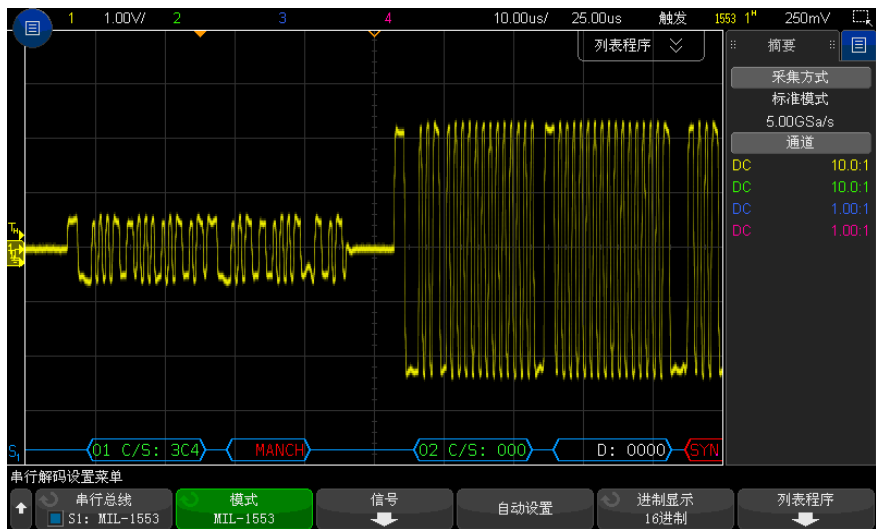 1 1.00V/ 2 3 4 10.00us/ 25.00us 触发 1553 1ᴴ 250mV
列表程序
摘要
采集方式
标准模式
5.00GSa/s
通道
DC 10.0:1
DC 10.0:1
DC 1.00:1
DC 1.00:1
S1 01 C/S: 3C4 MANCH 02 C/S: 000 D: 0000 SYN
串行解码设置菜单
串行总线 模式 信号 自动设置 进制显示 列表程序
S1: MIL-1553 MIL-1553 16进制